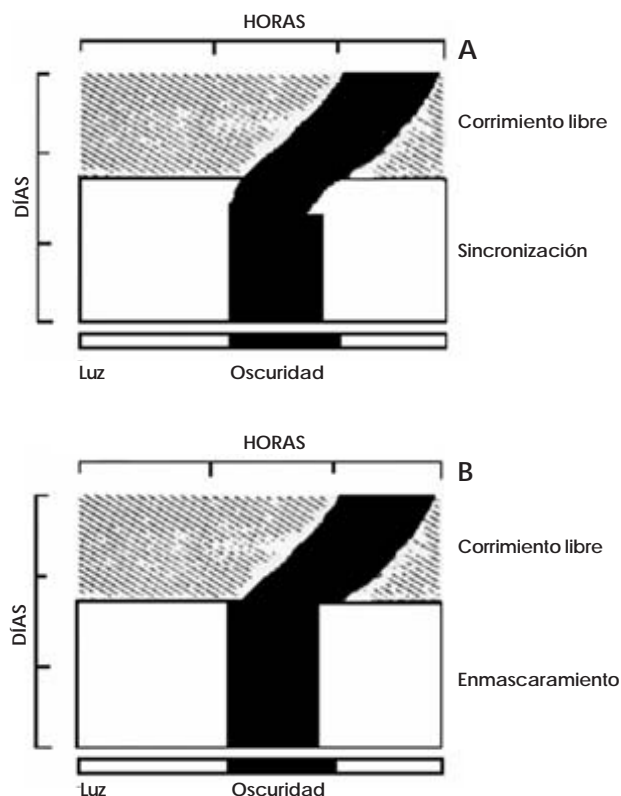 HORAS
A
Corrimiento libre
DÍAS
Sincronización
Luz Oscuridad
HORAS
B
Corrimiento libre
DÍAS
Enmascaramiento
Luz Oscuridad